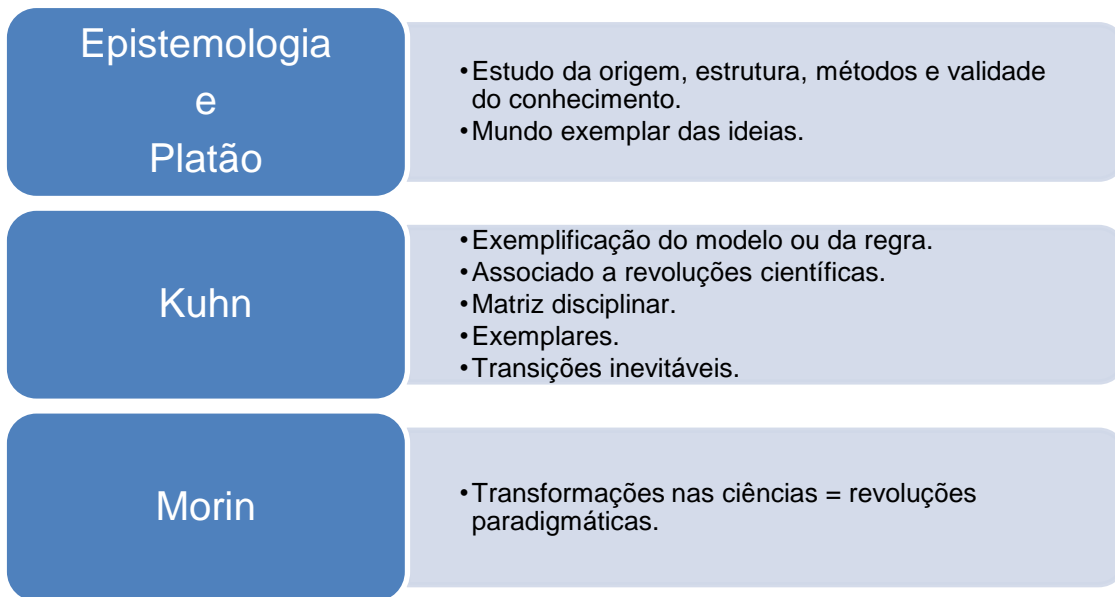 Epistemologia
e
Platão
•Estudo da origem, estrutura, métodos e validade
do conhecimento.
•Mundo exemplar das ideias.
Kuhn
•Exemplificação do modelo ou da regra.
•Associado a revoluções científicas.
•Matriz disciplinar.
•Exemplares.
•Transições inevitáveis.
Morin
•Transformações nas ciências = revoluções
paradigmáticas.